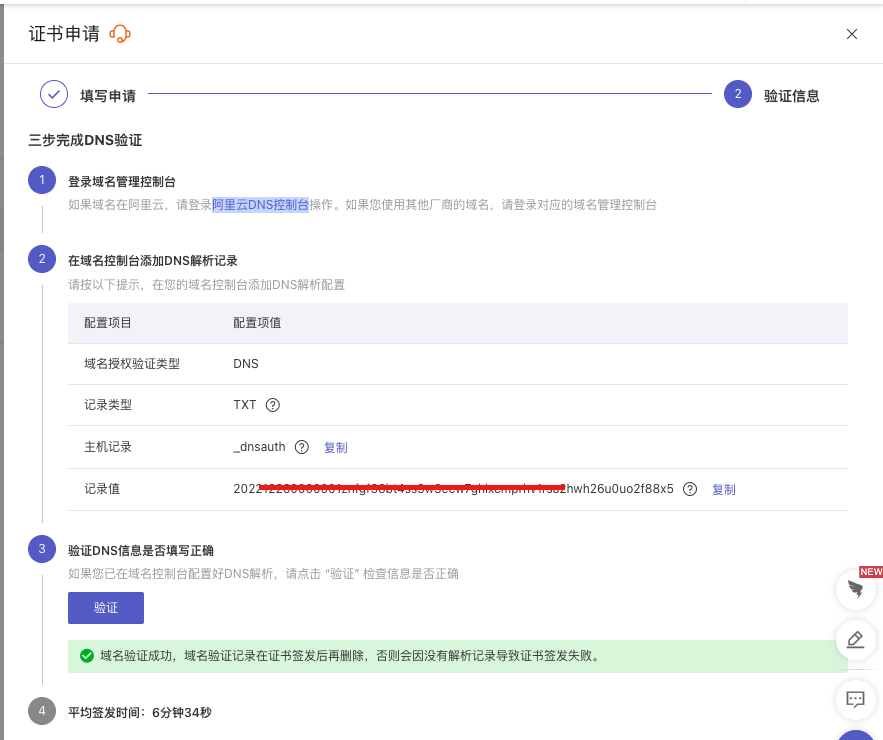 证书申请
填写申请
2 验证信息
三步完成DNS验证
1 登录域名管理控制台
如果域名在阿里云，请登录阿里云DNS控制台操作。如果您使用其他厂商的域名，请登录对应的域名管理控制台
2 在域名控制台添加DNS解析记录
请按以下提示，在您的域名控制台添加DNS解析配置
配置项目 配置项值
域名授权验证类型 DNS
记录类型 TXT
主机记录 _dnsauth 复制
记录值 2022 hwh26u0uo2f88x5 复制
3 验证DNS信息是否填写正确
如果您已在域名控制台配置好DNS解析，请点击 “验证” 检查信息是否正确
NEW
验证
域名验证成功，域名验证记录在证书签发后再删除，否则会因没有解析记录导致证书签发失败。
4 平均签发时间：6分钟34秒